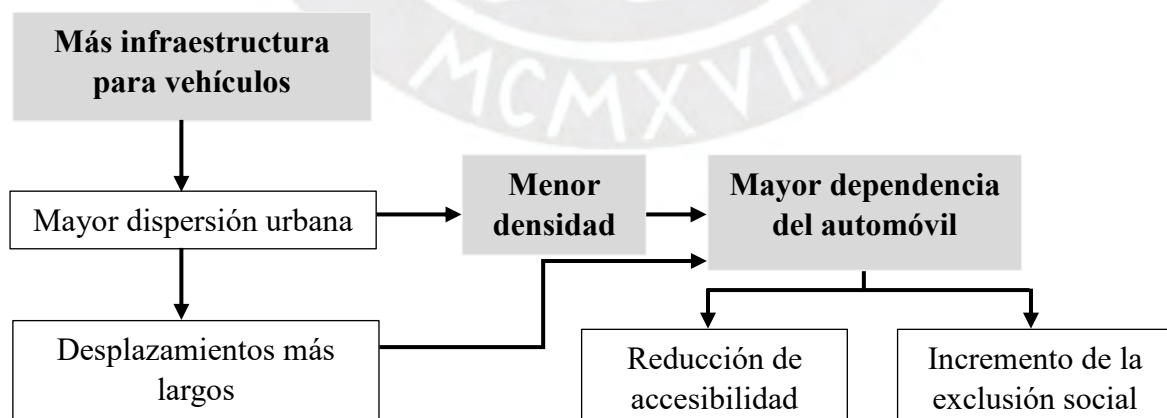 MCMXVII
Más infraestructura
para vehículos
Mayor dispersión urbana
Menor
densidad
Mayor dependencia
del automóvil
Desplazamientos más
largos
Reducción de
accesibilidad
Incremento de la
exclusión social